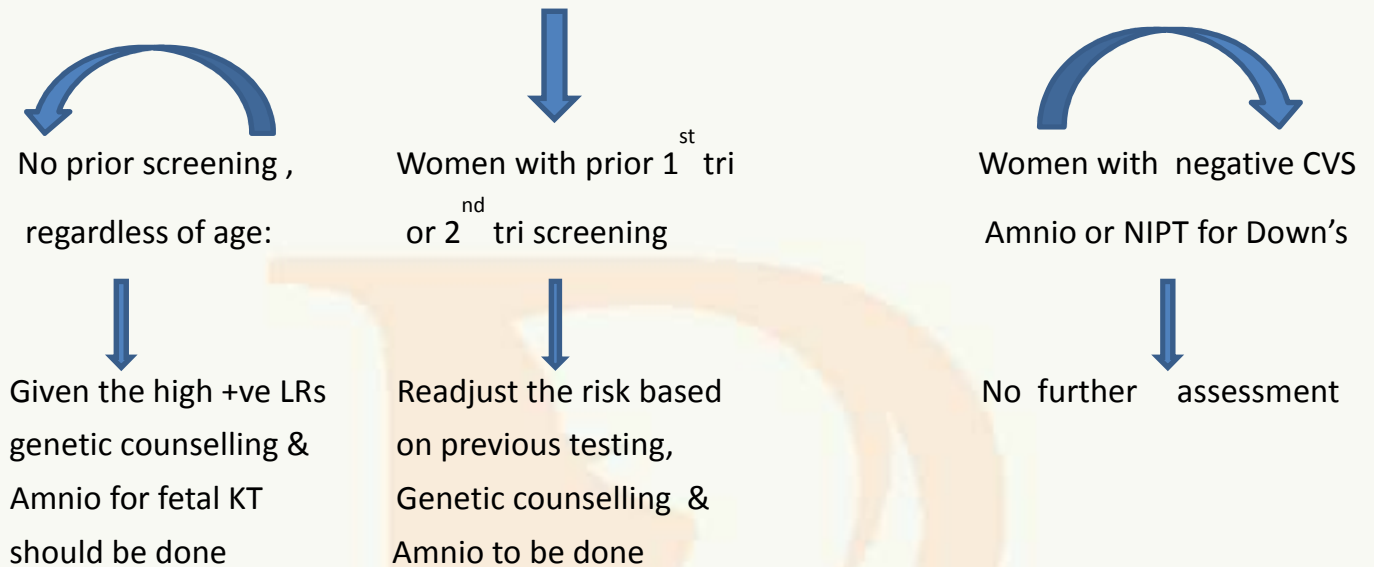 No prior screening ,
regardless of age:
Given the high +ve LRs
genetic counselling &
Amnio for fetal KT
should be done
Women with prior 1st tri
or 2nd tri screening
Readjust the risk based
on previous testing,
Genetic counselling &
Amnio to be done
Women with negative CVS
Amnio or NIPT for Down’s
No further assessment